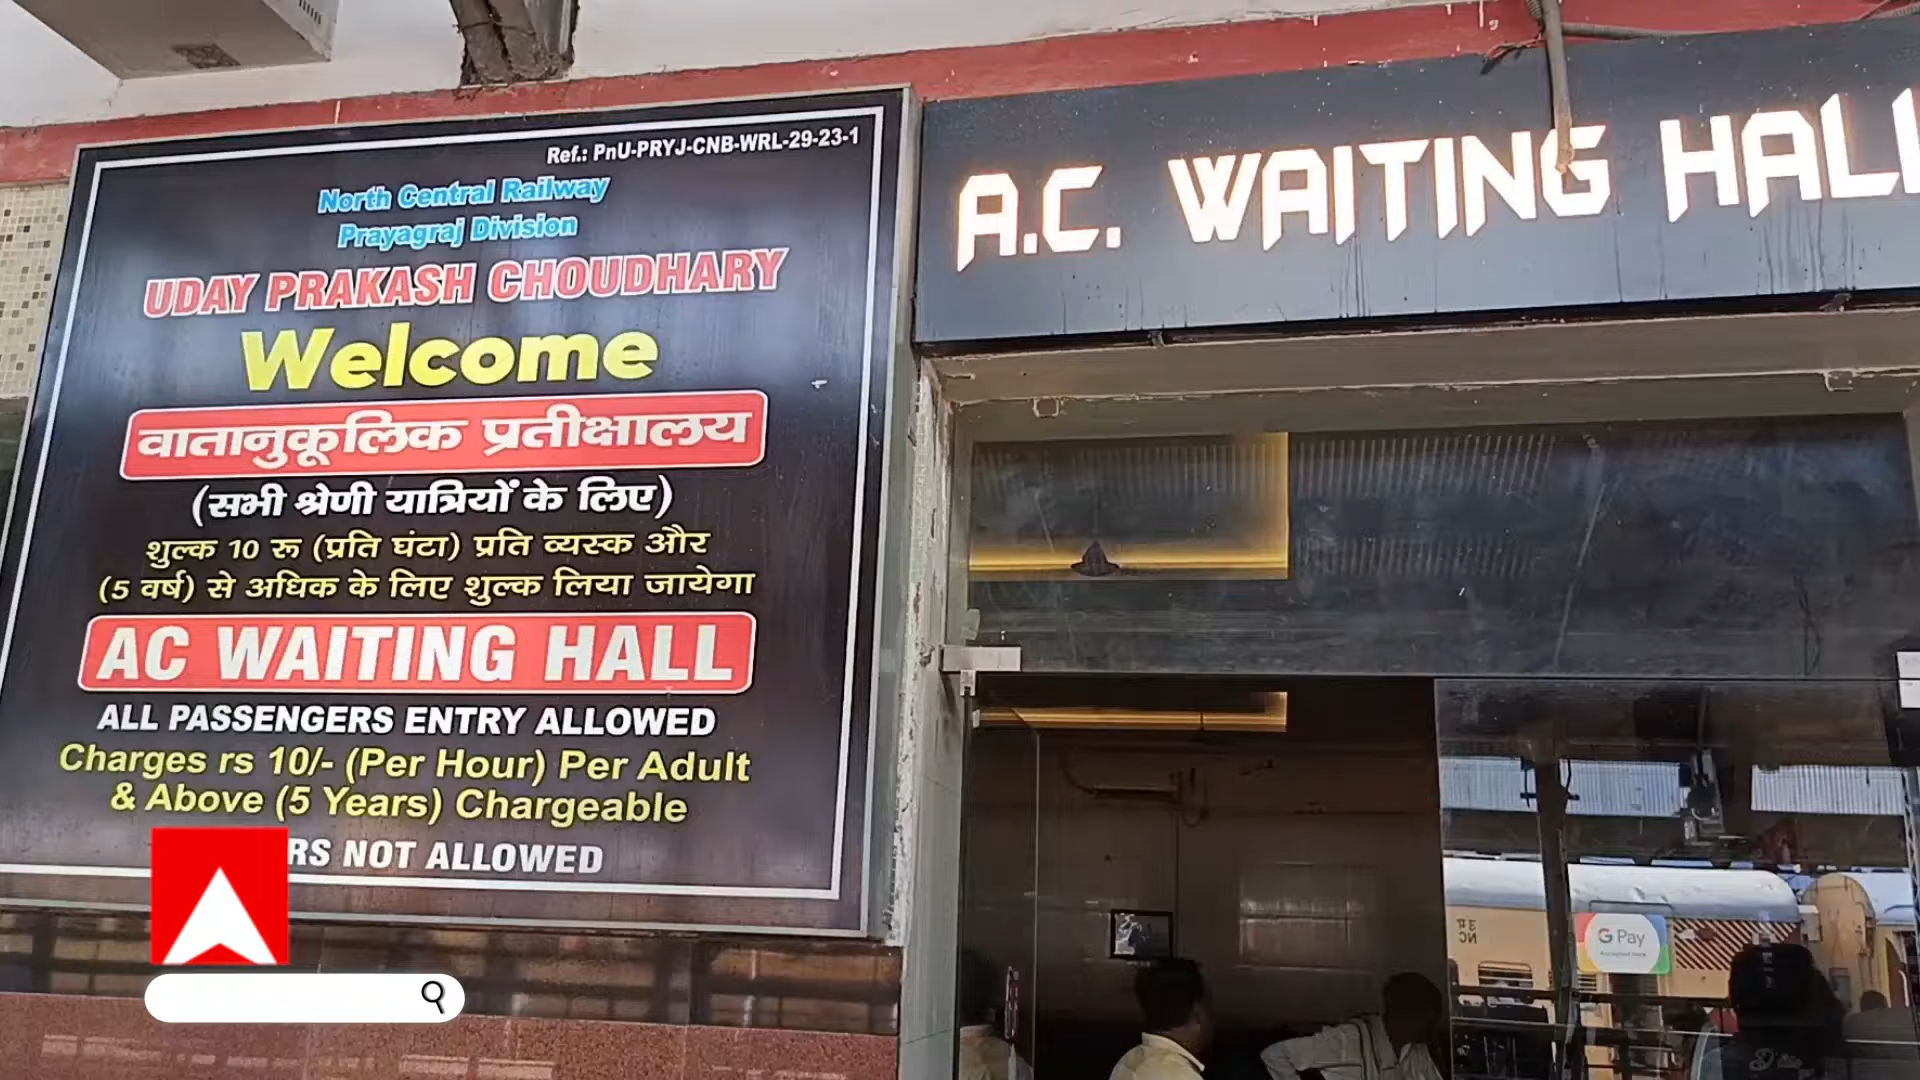 Ref.: PnU-PRYJ-CNB-WRL-29-23-1
North Central Railway
Prayagraj Division
UDAY PRAKASH CHOUDHARY
Welcome
वातानुकूलिक प्रतीक्षालय
(सभी श्रेणी यात्रियों के लिए)
शुल्क 10 रू (प्रति घंटा) प्रति व्यस्क और
(5 वर्ष) से अधिक के लिए शुल्क लिया जायेगा
AC WAITING HALL
ALL PASSENGERS ENTRY ALLOWED
Charges rs 10/- (Per Hour) Per Adult
& Above (5 Years) Chargeable
NOT ALLOWED
A.C. WAITING HALL
G Pay